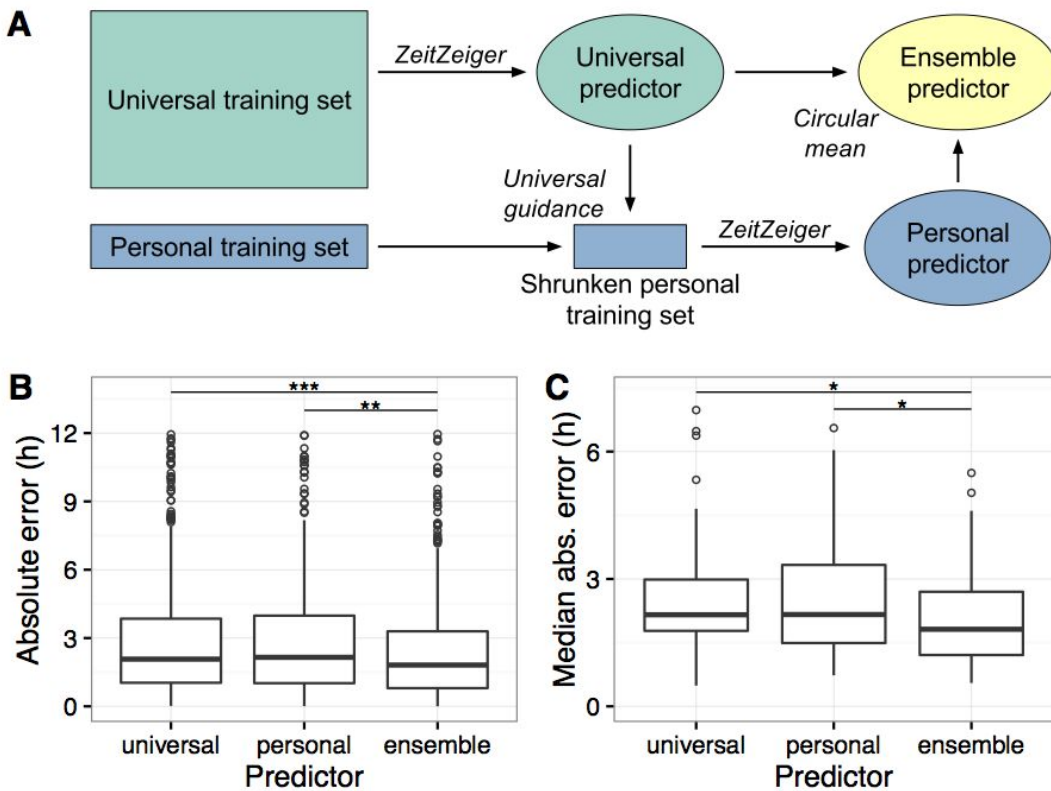 A
Universal training set
ZeitZeiger
Universal
predictor
Ensemble
predictor
Circular
mean
Universal
guidance
Personal training set
ZeitZeiger
Personal
predictor
Shrunken personal
training set
B
***
**
Absolute error (h)
12
9
6
3
0
universal personal ensemble
Predictor
C
*
*
Median abs. error (h)
6
3
0
universal personal ensemble
Predictor